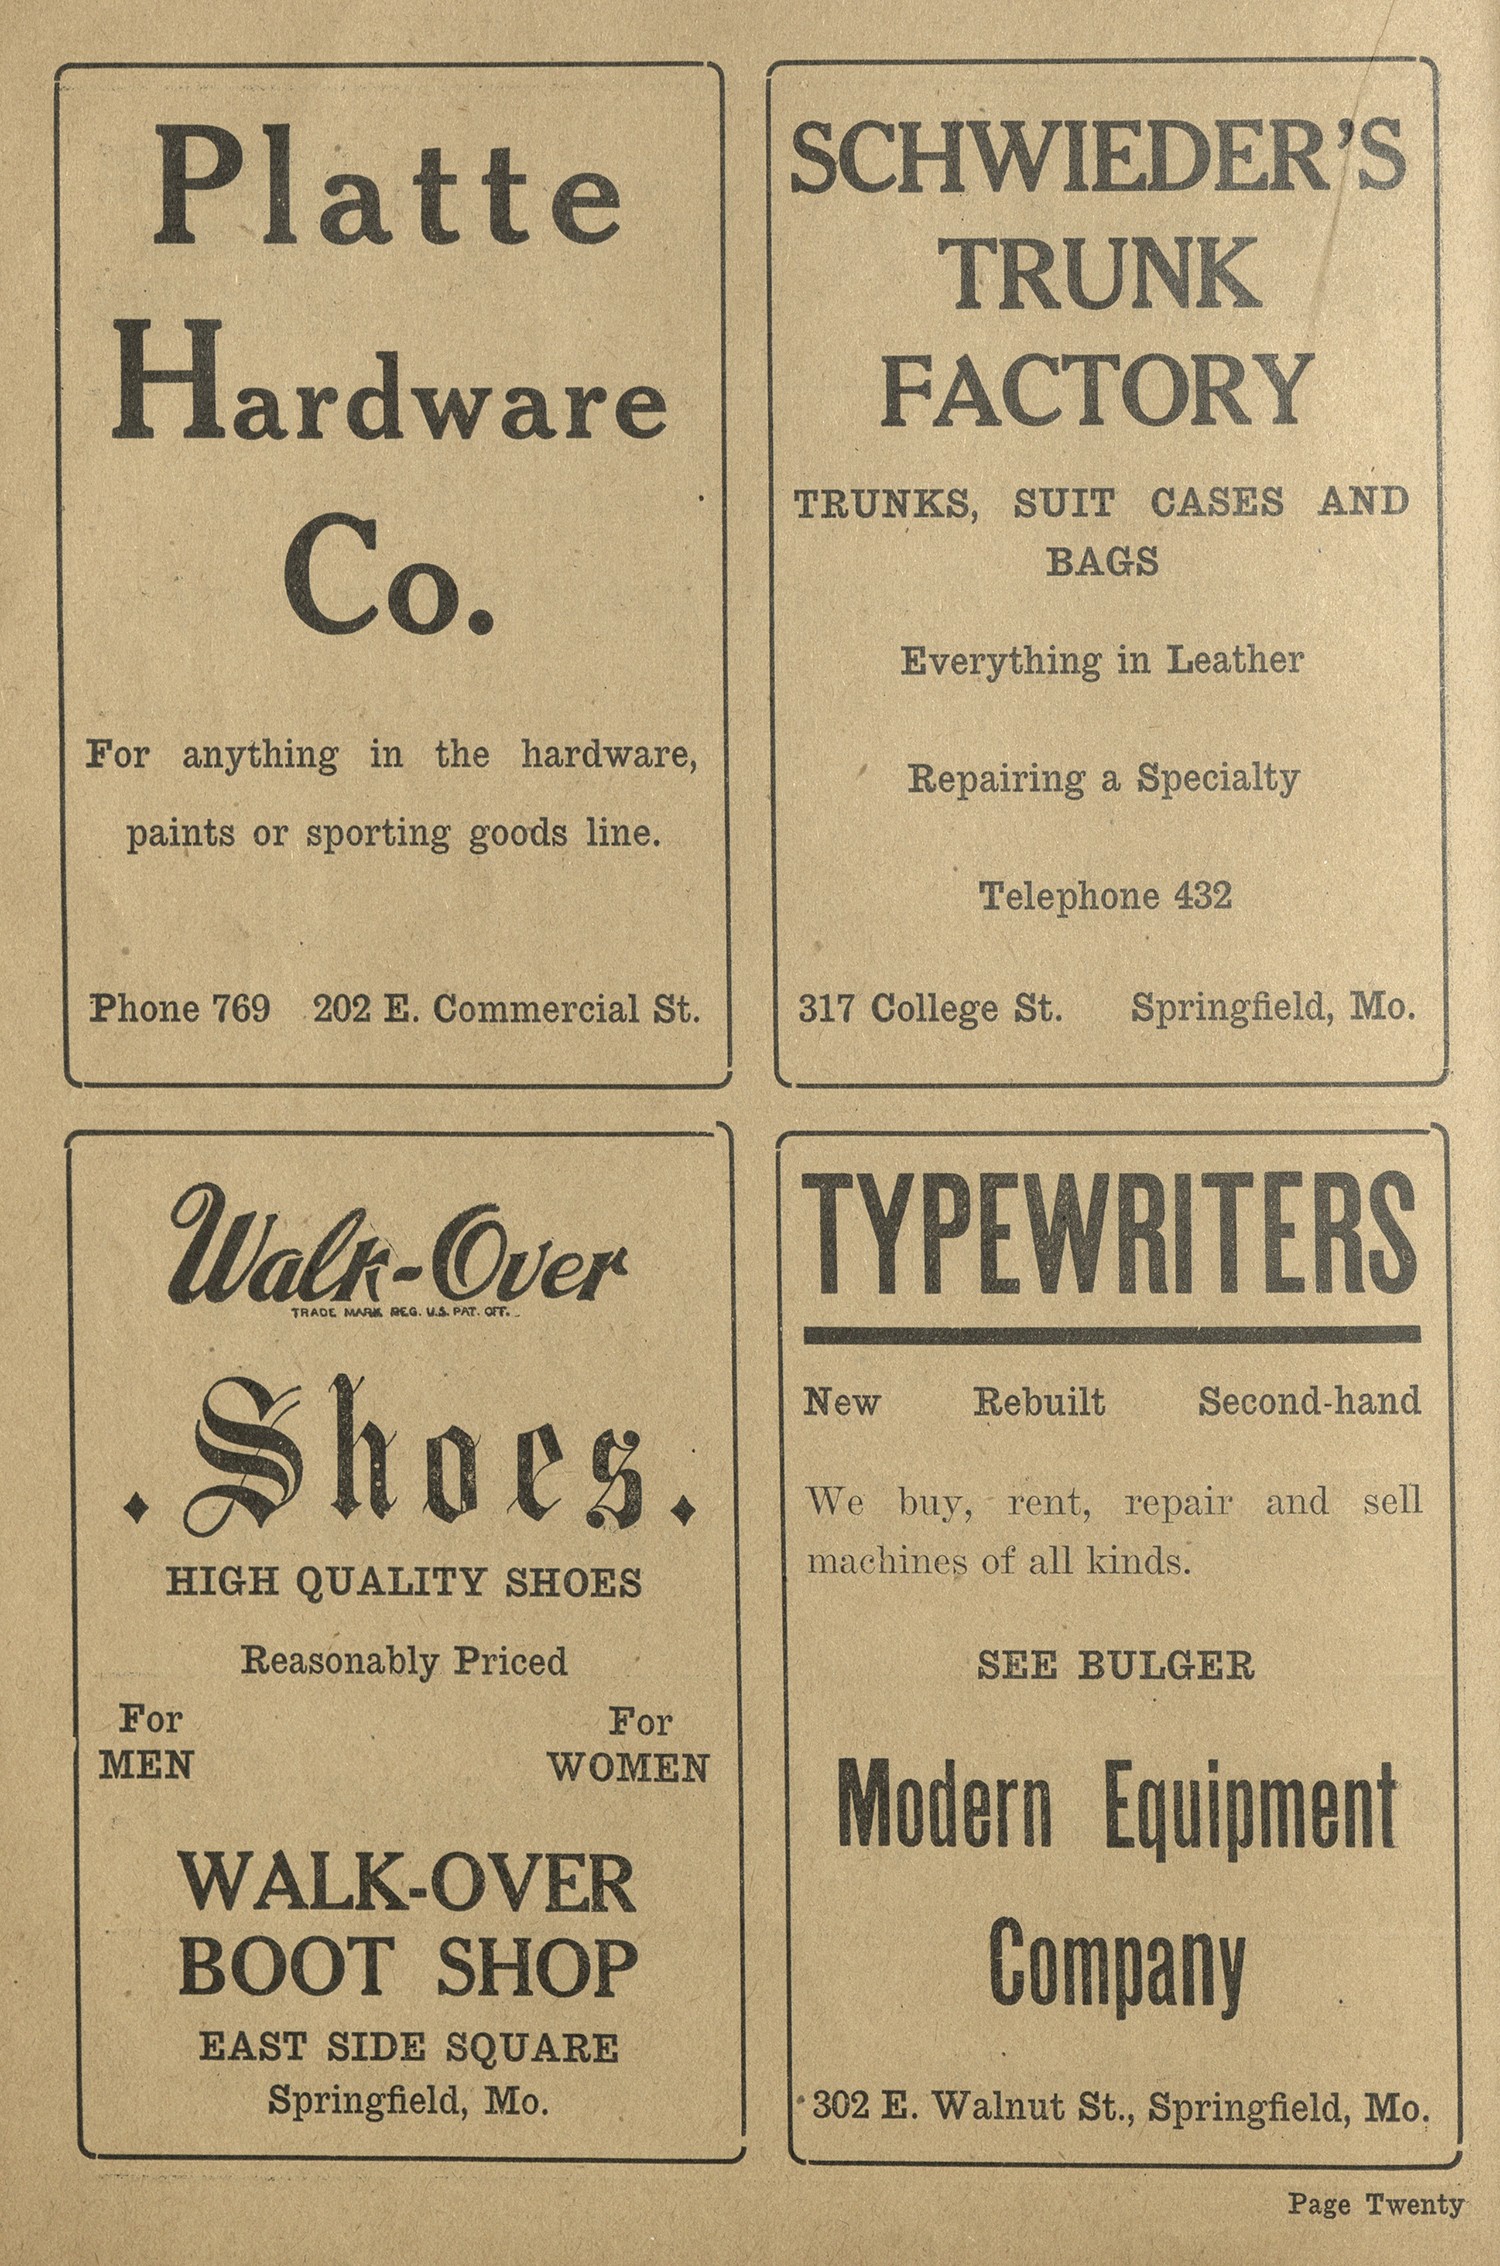 Platte
Hardware
Co.
For anything in the hardware,
paints or sporting goods line.
Phone 769 202 E. Commercial St.
SCHWIEDER'S
TRUNK
FACTORY
TRUNKS, SUIT CASES AND
BAGS
Everything in Leather
Repairing a Specialty
Telephone 432
317 College St. Springfield, Mo.
Walk-Over
TRADE MARK REG. U.S. PAT. OFF.
Shoes
HIGH QUALITY SHOES
Reasonably Priced
For For
MEN WOMEN
WALK-OVER
BOOT SHOP
EAST SIDE SQUARE
Springfield, Mo.
TYPEWRITERS
New Rebuilt Second-hand
We buy, rent, repair and sell
machines of all kinds.
SEE BULGER
Modern Equipment
Company
302 E. Walnut St., Springfield, Mo.
Page Twenty